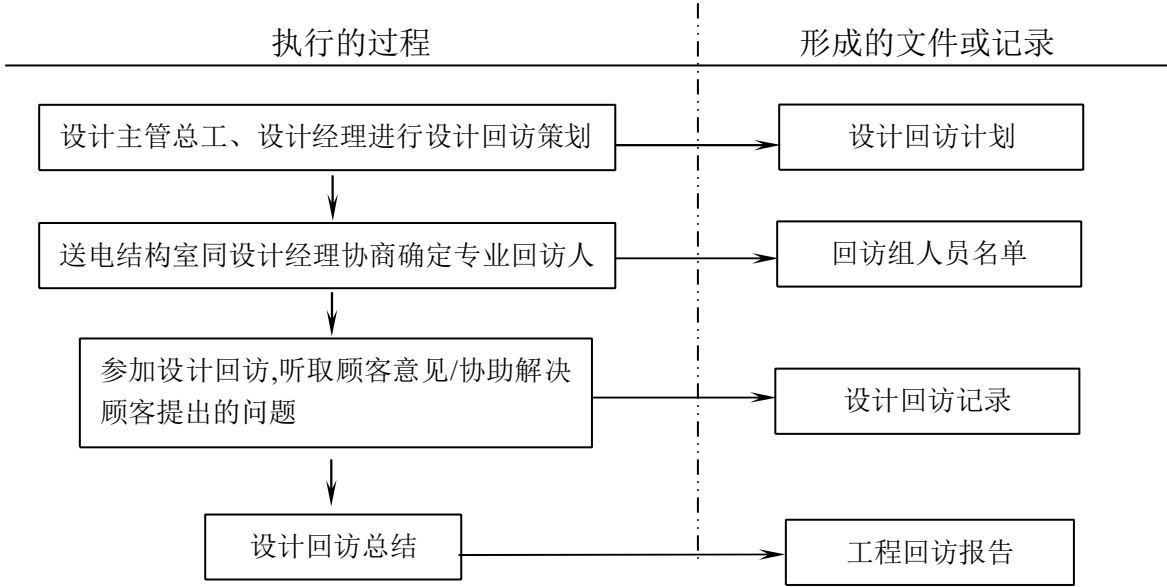 执行的过程
形成的文件或记录
设计主管总工、设计经理进行设计回访策划
设计回访计划
送电结构室同设计经理协商确定专业回访人
回访组人员名单
参加设计回访,听取顾客意见/协助解决
顾客提出的问题
设计回访记录
设计回访总结
工程回访报告